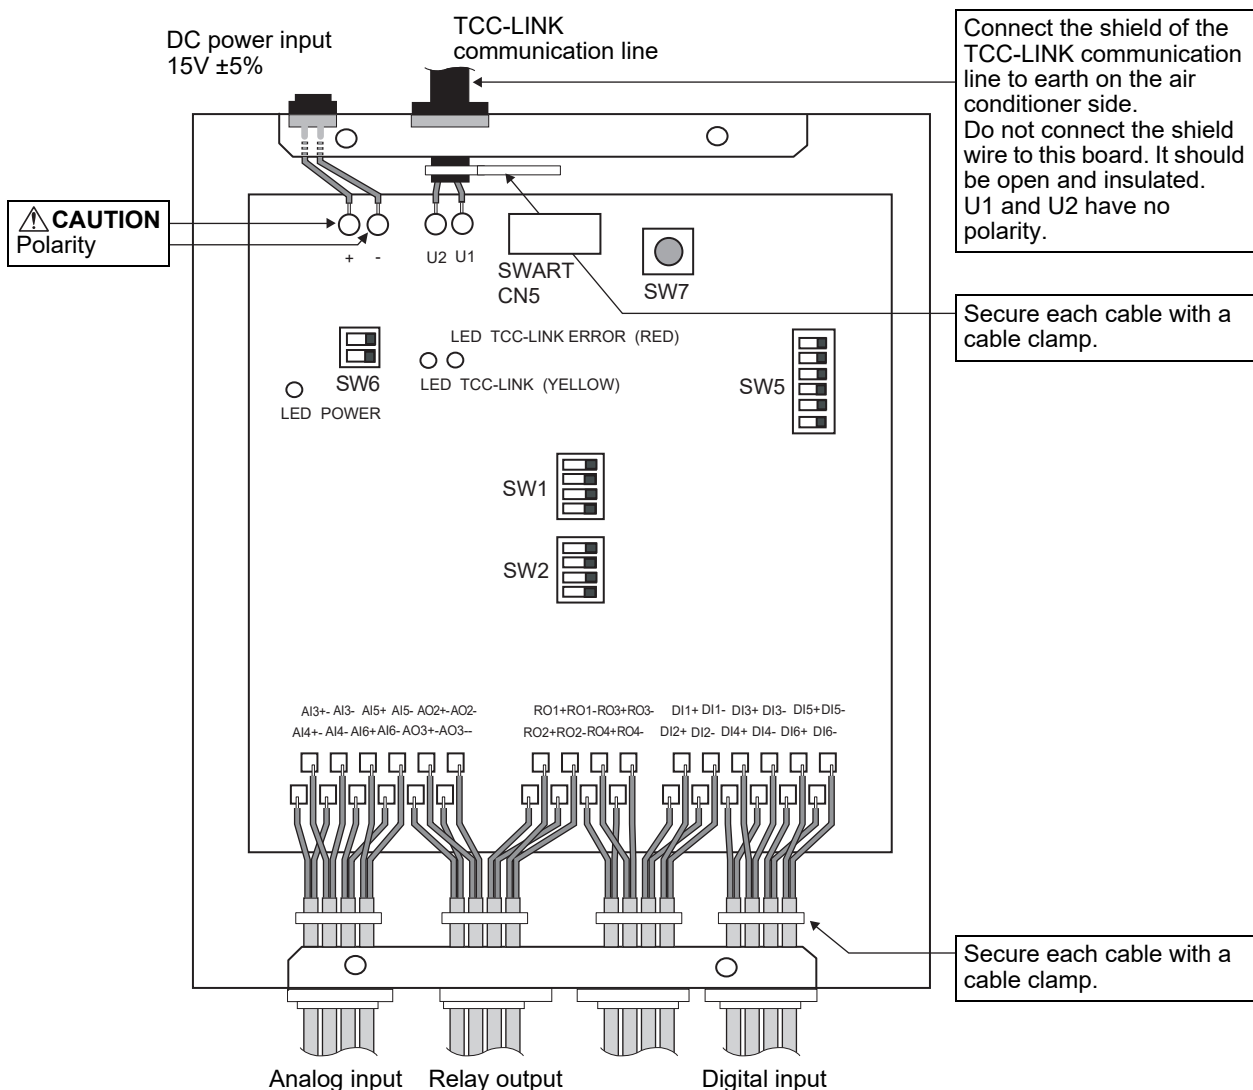 DC power input
15V ±5%
TCC-LINK
communication line
Connect the shield of the
TCC-LINK communication
line to earth on the air
conditioner side.
Do not connect the shield
wire to this board. It should
be open and insulated.
U1 and U2 have no
polarity.
⚠ CAUTION
Polarity
+ -
U2 U1
SWART
CN5
SW7
Secure each cable with a
cable clamp.
LED TCC-LINK ERROR (RED)
SW6
LED TCC-LINK (YELLOW)
SW5
LED POWER
SW1
SW2
AI3+- AI3- AI5+ AI5- AO2+-AO2- RO1+RO1-RO3+RO3- DI1+ DI1- DI3+ DI3- DI5+DI5-
AI4+- AI4- AI6+AI6- AO3+-AO3-- RO2+RO2-RO4+RO4- DI2+ DI2- DI4+ DI4- DI6+ DI6-
Secure each cable with a
cable clamp.
Analog input Relay output Digital input